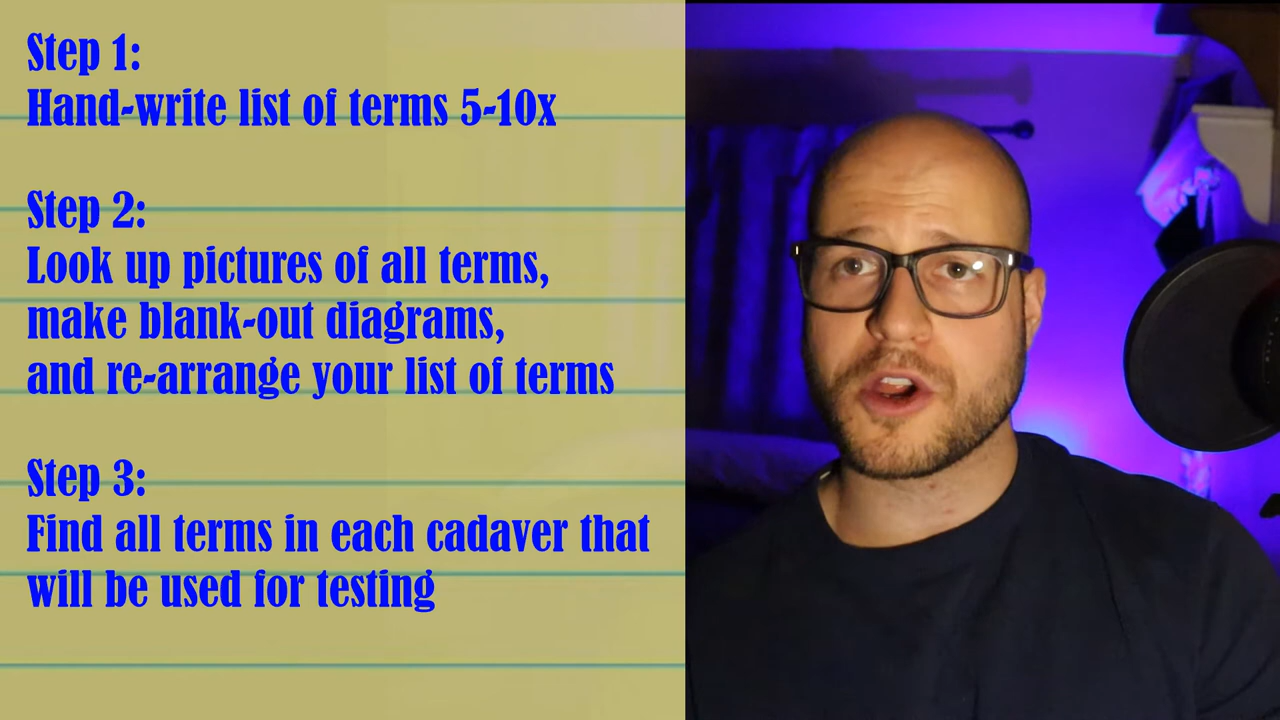 Step 1:
Hand-write list of terms 5-10x
Step 2:
Look up pictures of all terms,
make blank-out diagrams,
and re-arrange your list of terms
Step 3:
Find all terms in each cadaver that
will be used for testing